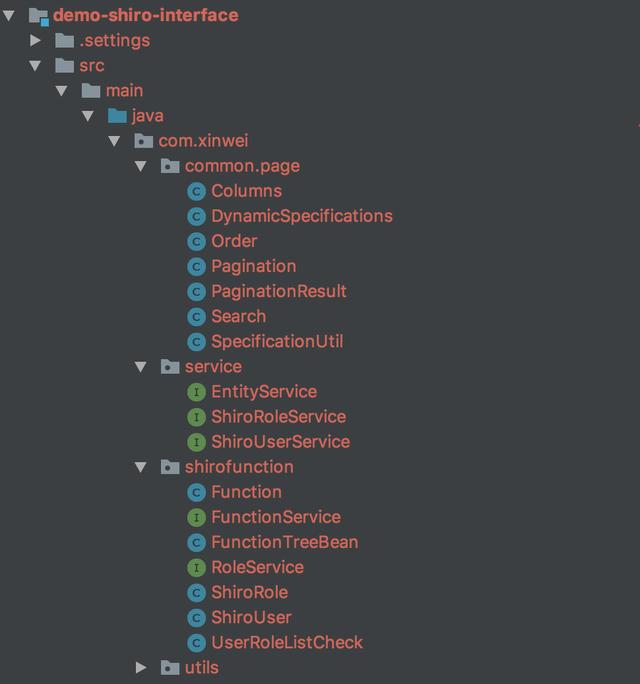 demo-shiro-interface
.settings
src
main
java
com.xinwei
common.page
C Columns
C DynamicSpecifications
C Order
C Pagination
C PaginationResult
C Search
C SpecificationUtil
service
I EntityService
I ShiroRoleService
I ShiroUserService
shirofunction
C Function
I FunctionService
C FunctionTreeBean
I RoleService
C ShiroRole
C ShiroUser
C UserRoleListCheck
utils